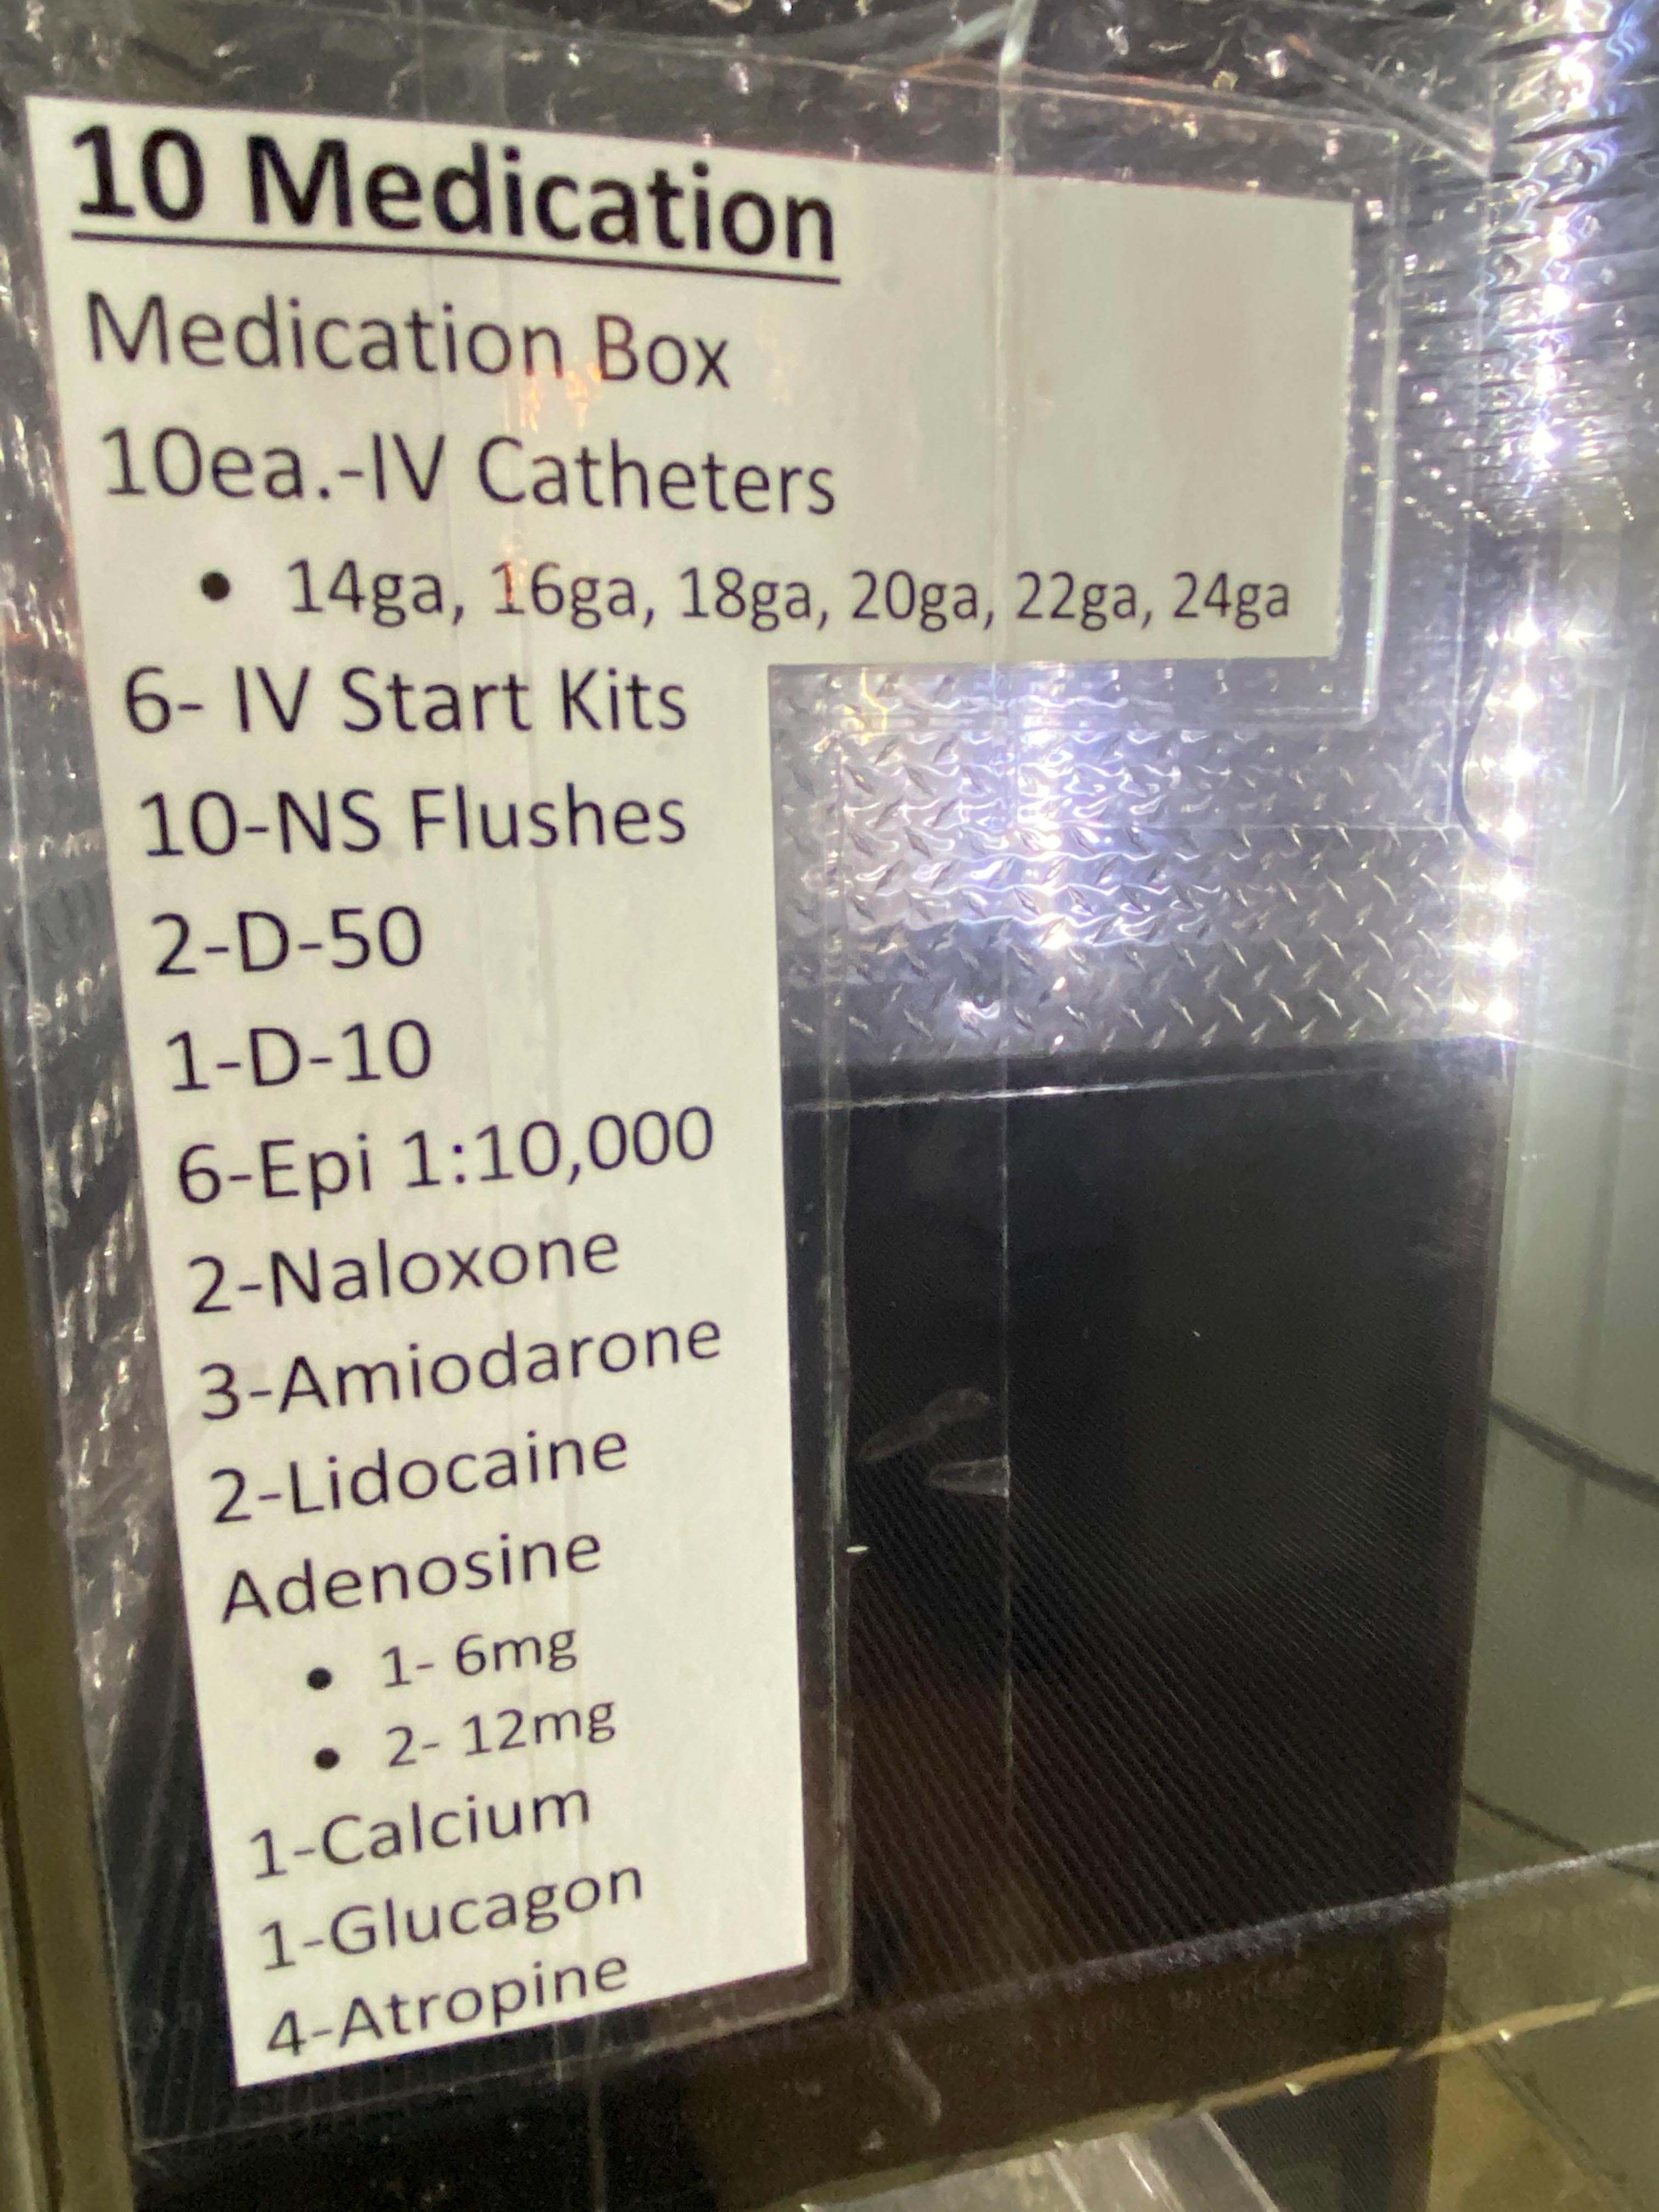 10 Medication
Medication Box
10ea.-IV Catheters
• 14ga, 16ga, 18ga, 20ga, 22ga, 24ga
6- IV Start Kits
10-NS Flushes
2-D-50
1-D-10
6-Epi 1:10,000
2-Naloxone
3-Amiodarone
2-Lidocaine
Adenosine
• 1- 6mg
• 2- 12mg
1-Calcium
1-Glucagon
4-Atropine